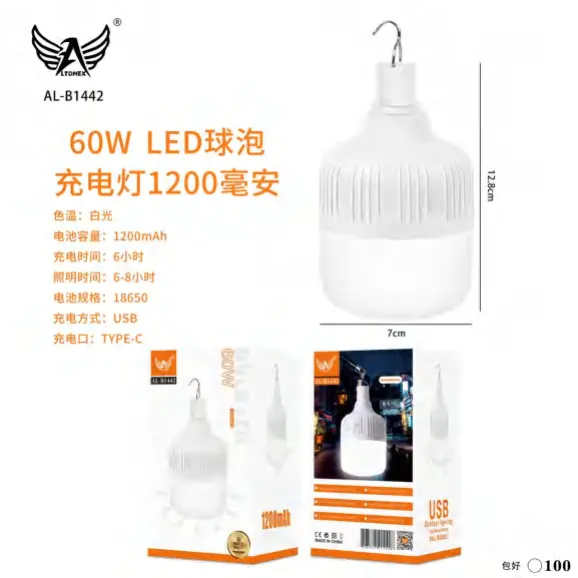 ALTOMEX ®
AL-B1442
60W LED球泡
充电灯1200毫安
色温：白光
电池容量：1200mAh
充电时间：6小时
照明时间：6-8小时
电池规格：18650
充电方式：USB
充电口：TYPE-C
12.8cm
7cm
AL-B1442
60W
1200mAh
USB
MADE IN CHINA
包好 ○100